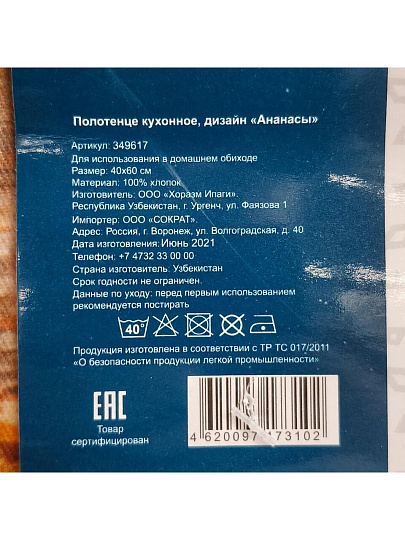 Полотенце кухонное, дизайн «Ананасы»
Артикул: 349617
Для использования в домашнем обиходе
Размер: 40х60 см
Материал: 100% хлопок
Изготовитель: ООО «Хоразм Ипаги».
Республика Узбекистан, г. Ургенч, ул. Фаязова 1
Импортер: ООО «СОКРАТ».
Адрес: Россия, г. Воронеж, ул. Волгоградская, д. 40
Дата изготовления: Июнь 2021
Телефон: +7 4732 33 00 00
Страна изготовитель: Узбекистан
Срок годности не ограничен.
Данные по уходу: перед первым использованием
рекомендуется постирать
40°
Продукция изготовлена в соответствии с ТР ТС 017/2011
«О безопасности продукции легкой промышленности»
ЕАС
Товар
сертифицирован
4 620097 173102